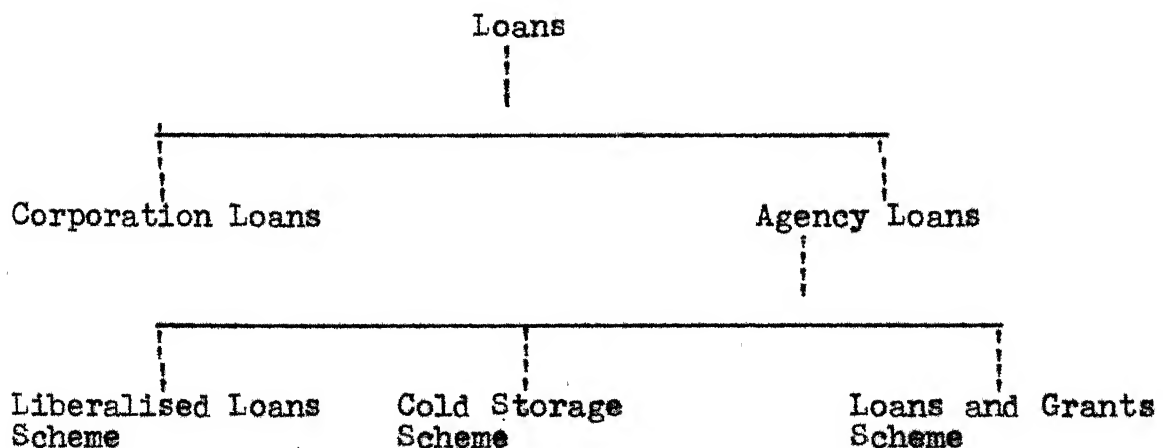 Loans
Corporation Loans Agency Loans
Liberalised Loans Cold Storage Loans and Grants
Scheme Scheme Scheme